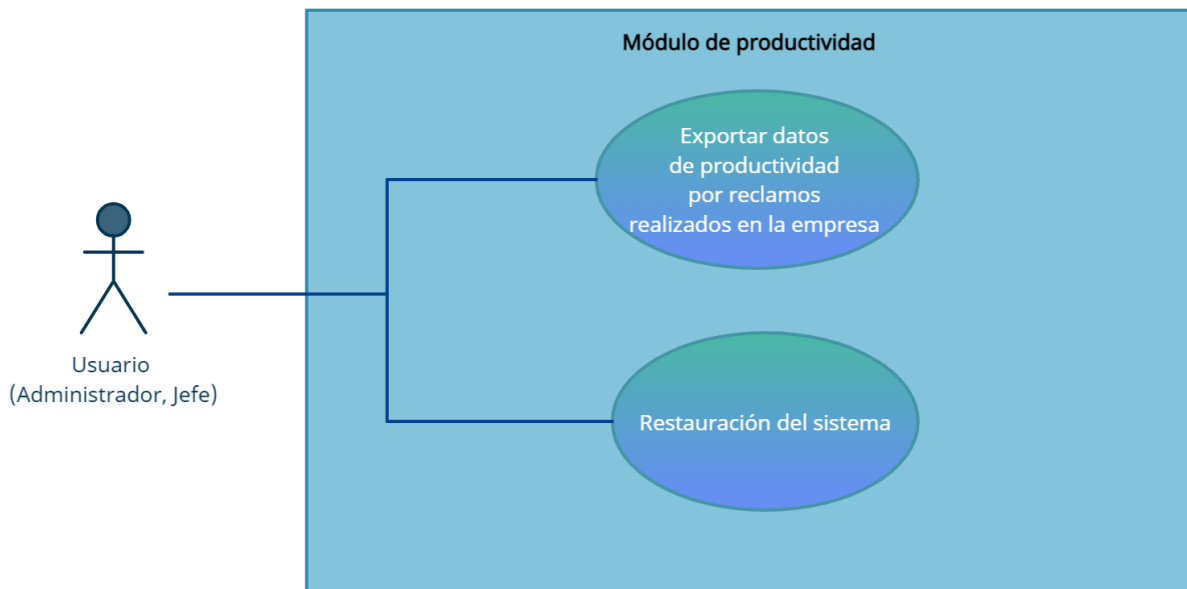 Módulo de productividad
Exportar datos
de productividad
por reclamos
realizados en la empresa
Usuario
(Administrador, Jefe)
Restauración del sistema